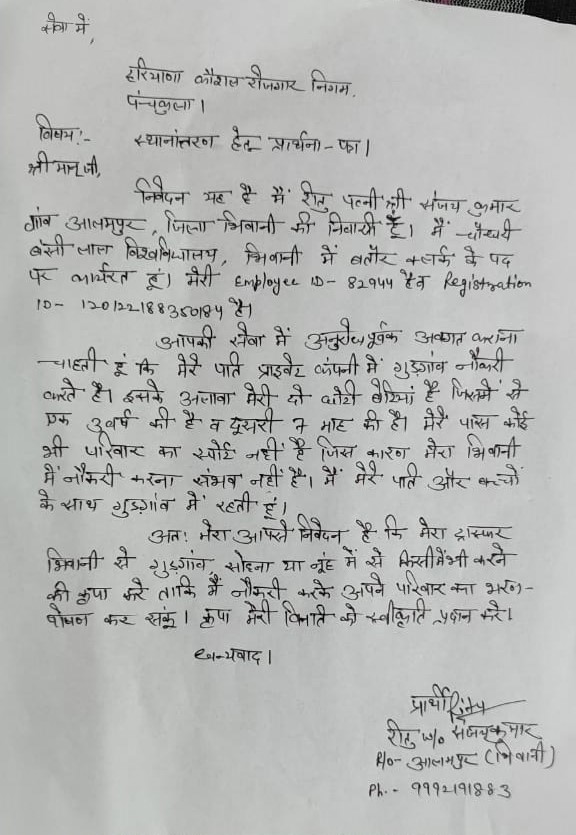 सेवा में,
हरियाणा कौशल रोजगार निगम,
पंचकुला।
विषय:-
स्थानांतरण हेतु प्रार्थना-पत्र।
श्री मान् जी,
निवेदन यह है मैं रीतु पत्नी श्री संजय कुमार
गांव आलमपुर, जिला भिवानी की निवासी हूँ। मैं चौधरी
बंसी लाल विश्वविद्यालय, भिवानी में बतौर क्लर्क के पद
पर कार्यरत हूं। मेरी Employee ID- 82944 है व Registration
ID- 120122188350184 है।
आपकी सेवा में अनुरोधपूर्वक अवगत कराना
चाहती हूं कि मेरे पति प्राइवेट कंपनी में गुड़गांव नौकरी
करते है। इसके अलावा मेरी दो छोटी बेटियां है जिसमें से
एक 3 वर्ष की है व दूसरी 7 माह की है। मेरे पास कोई
भी परिवार का स्पोर्ट नहीं है जिस कारण मेरा भिवानी
में नौकरी करना संभव नहीं है। मैं मेरे पति और बच्चों
के साथ गुड़गांव में रहती हूं।
अतः मेरा आपसे निवेदन है कि मेरा ट्रांस्फर
भिवानी से गुड़गांव, सोहना या नूंह में से किसी में भी करने
की कृपा करे ताकि मैं नौकरी करके अपने परिवार का भरण-
पोषण कर सकूं। कृपा मेरी विनती को स्वीकृति प्रदान करे।
धन्यवाद।
प्रार्थी Ritu
रीतु w/o संजय कुमार
R/o- आलमपुर (भिवानी)
Ph.- 9992191883